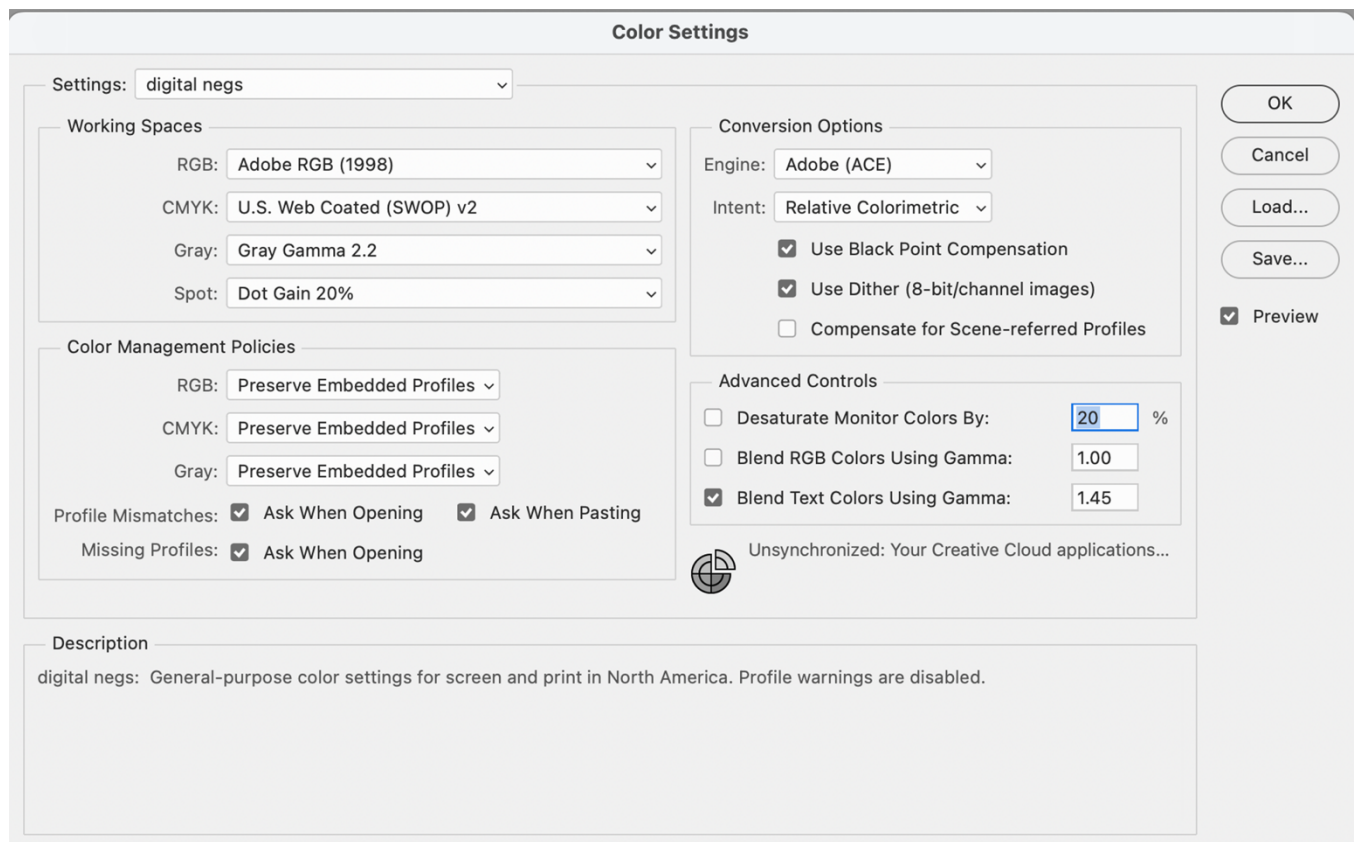 Color Settings
Settings: digital negs
Working Spaces
RGB: Adobe RGB (1998)
CMYK: U.S. Web Coated (SWOP) v2
Gray: Gray Gamma 2.2
Spot: Dot Gain 20%
Color Management Policies
RGB: Preserve Embedded Profiles
CMYK: Preserve Embedded Profiles
Gray: Preserve Embedded Profiles
Profile Mismatches: Ask When Opening Ask When Pasting
Missing Profiles: Ask When Opening
Conversion Options
Engine: Adobe (ACE)
Intent: Relative Colorimetric
Use Black Point Compensation
Use Dither (8-bit/channel images)
Compensate for Scene-referred Profiles
Advanced Controls
Desaturate Monitor Colors By: 20 %
Blend RGB Colors Using Gamma: 1.00
Blend Text Colors Using Gamma: 1.45
Unsynchronized: Your Creative Cloud applications...
OK
Cancel
Load...
Save...
Preview
Description
digital negs: General-purpose color settings for screen and print in North America. Profile warnings are disabled.